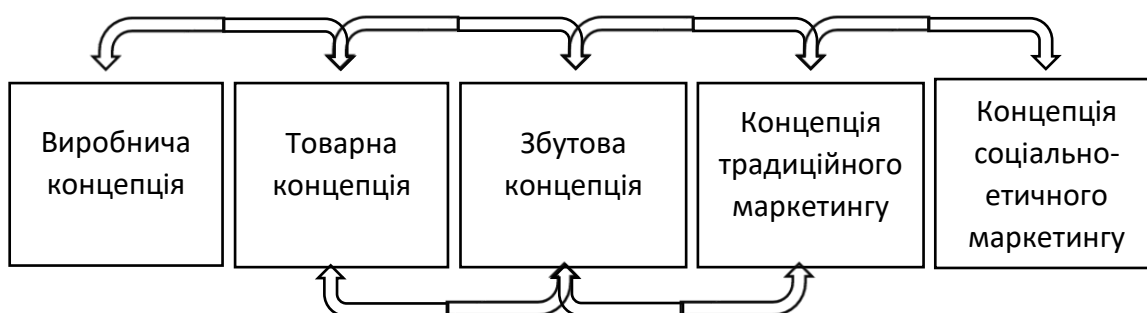 Виробнича
концепція
Товарна
концепція
Збутова
концепція
Концепція
традиційного
маркетингу
Концепція
соціально-
етичного
маркетингу